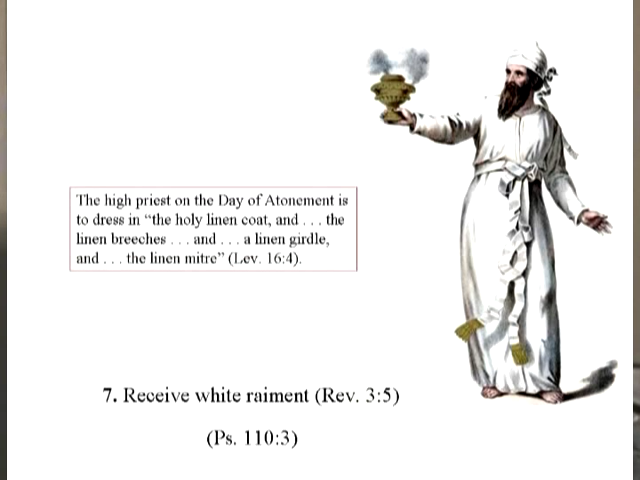 The high priest on the Day of Atonement is
to dress in “the holy linen coat, and . . . the
linen breeches . . . and . . . a linen girdle,
and . . . the linen mitre” (Lev. 16:4).
7. Receive white raiment (Rev. 3:5)
(Ps. 110:3)